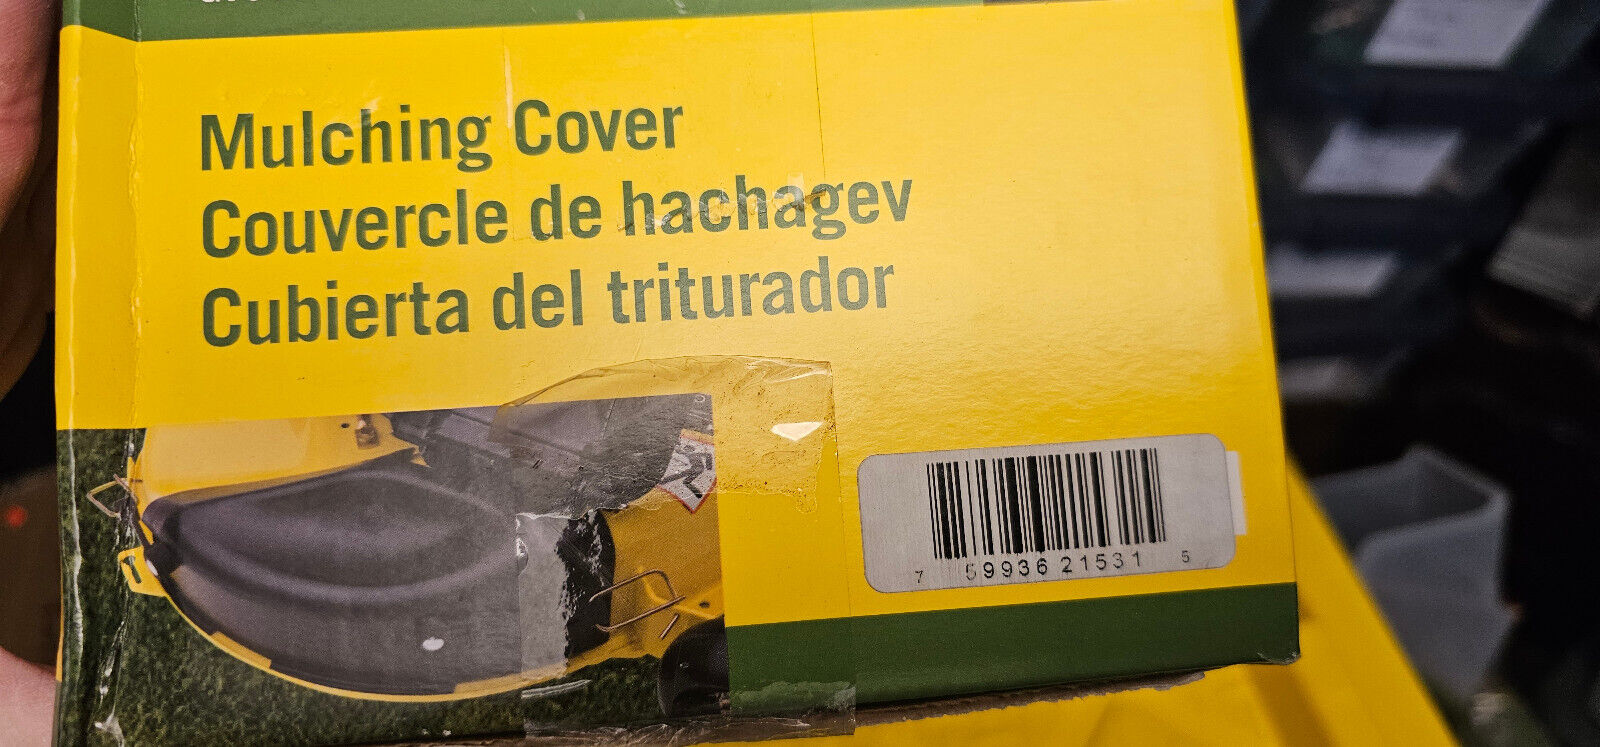 Mulching Cover
Couvercle de hachagev
Cubierta del triturador
7 59936 21531 5